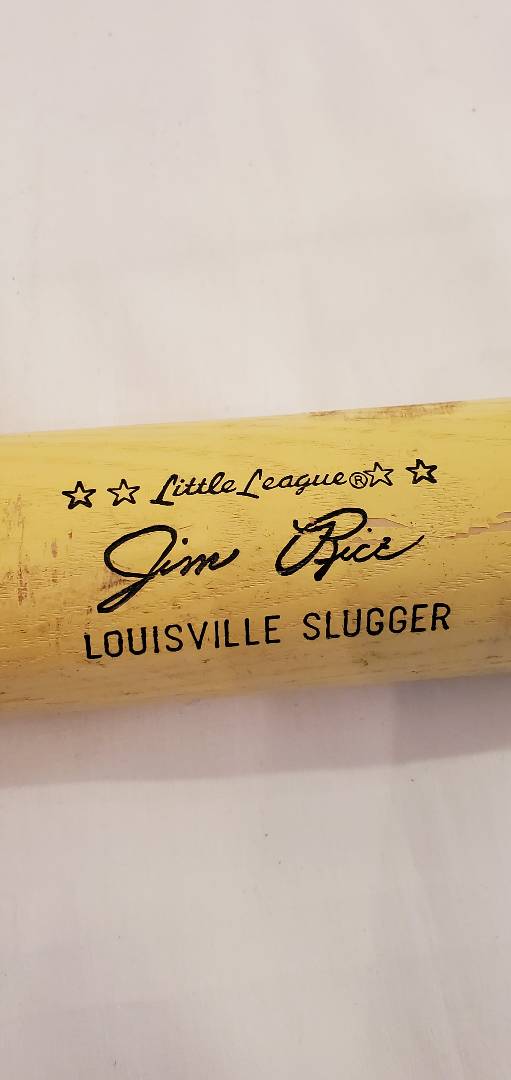 ☆ ☆ Little League® ☆ ☆
Jim Rice
LOUISVILLE SLUGGER